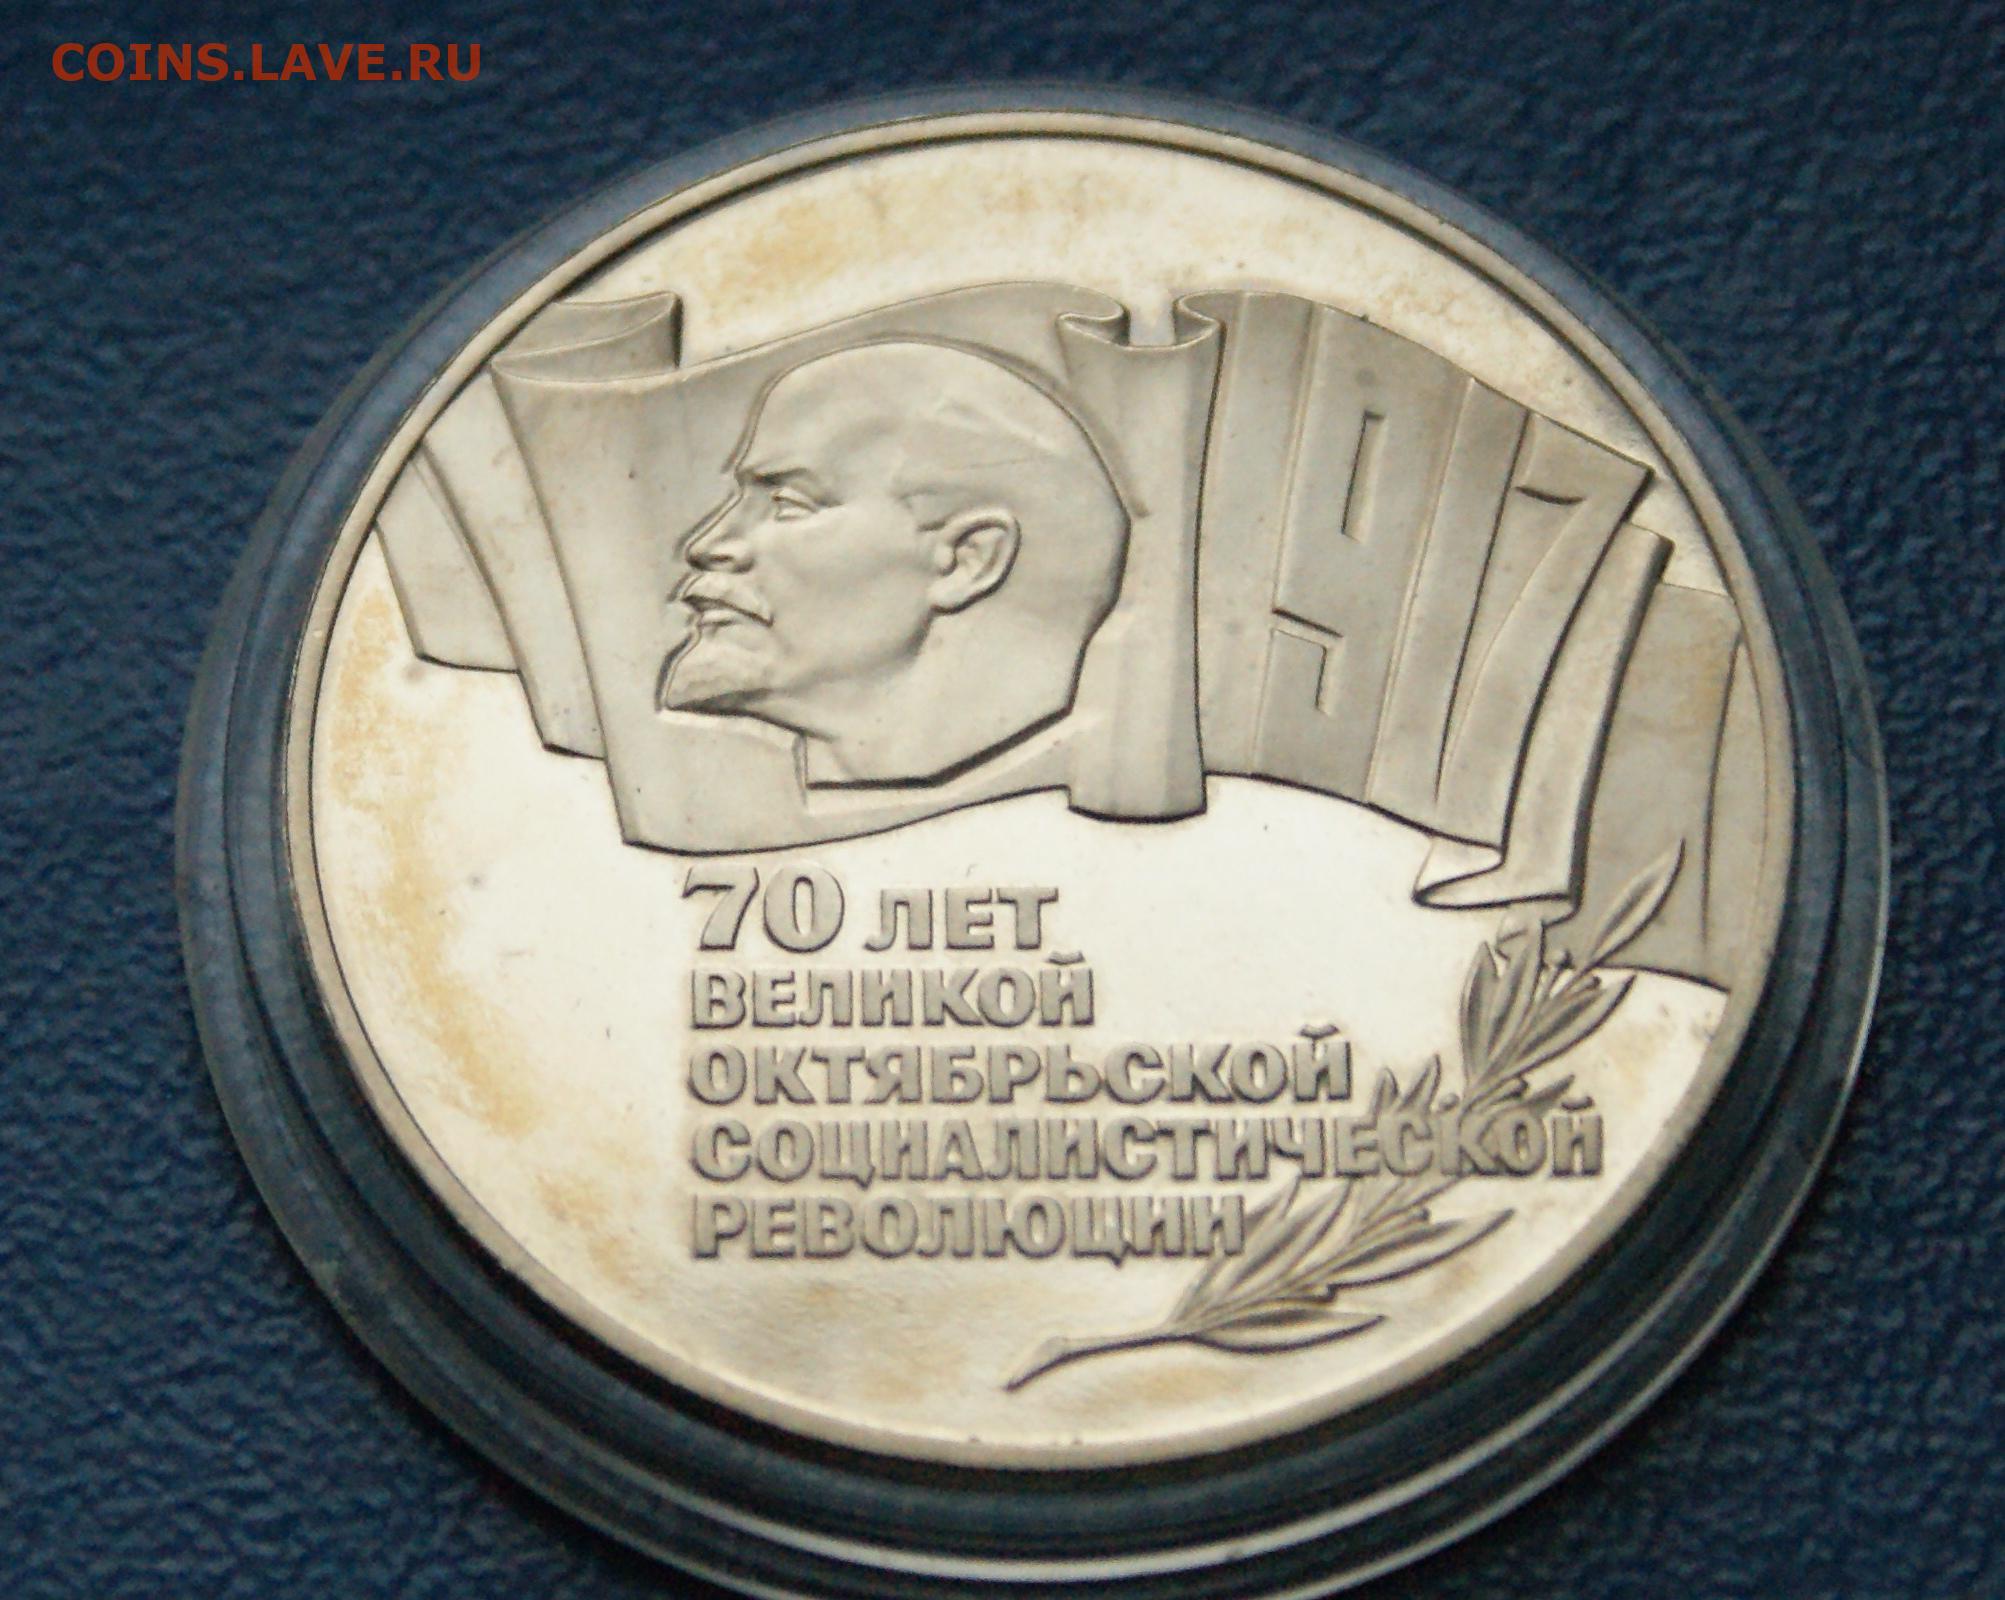 COINS.LAVE.RU
1917
70 ЛЕТ
ВЕЛИКОЙ
ОКТЯБРЬСКОЙ
СОЦИАЛИСТИЧЕСКОЙ
РЕВОЛЮЦИИ